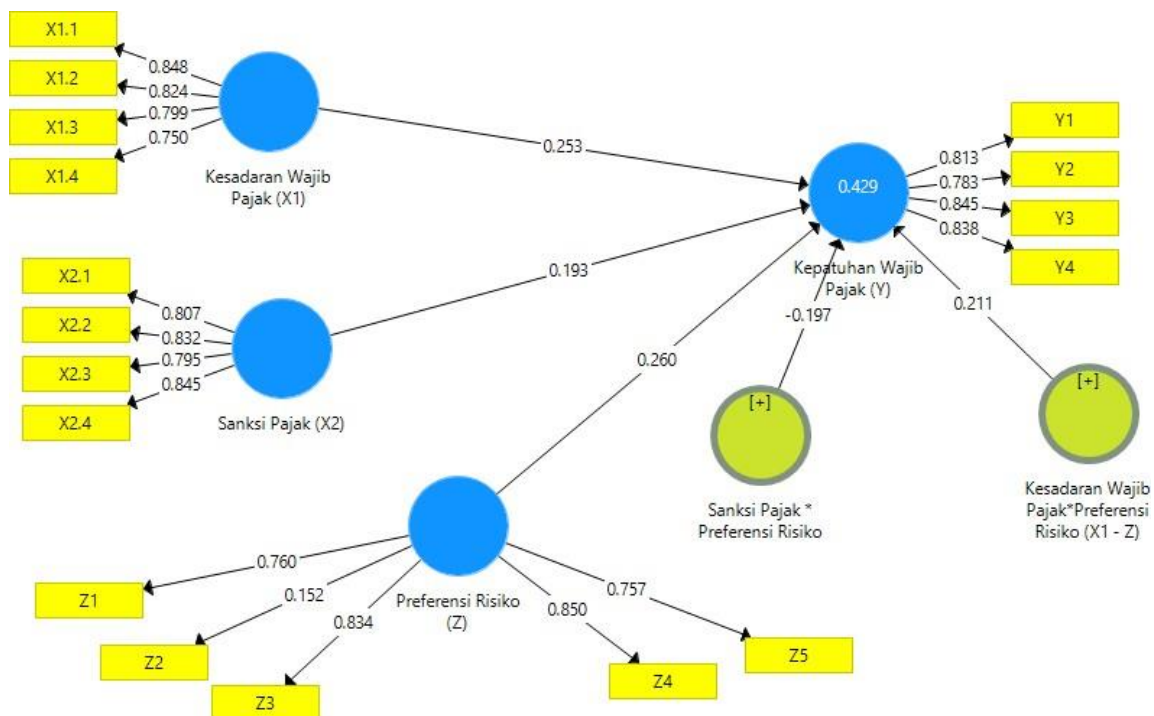 X1.1
X1.2
X1.3
X1.4
0.848
0.824
0.799
0.750
Kesadaran Wajib
Pajak (X1)
0.253
0.429
Kepatuhan Wajib
Pajak (Y)
0.813
0.783
0.845
0.838
Y1
Y2
Y3
Y4
X2.1
X2.2
X2.3
X2.4
0.807
0.832
0.795
0.845
Sanksi Pajak (X2)
0.193
0.260
-0.197
0.211
[+]
Sanksi Pajak *
Preferensi Risiko
[+]
Kesadaran Wajib
Pajak*Preferensi
Risiko (X1 - Z)
Preferensi Risiko
(Z)
0.760
0.152
0.834
0.850
0.757
Z1
Z2
Z3
Z4
Z5